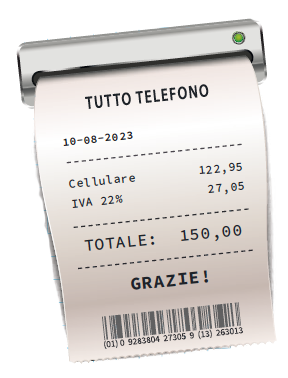 TUTTO TELEFONO
10-08-2023
Cellulare 122,95
IVA 22% 27,05
TOTALE: 150,00
GRAZIE!
(01) 0 9283804 27305 9 (13) 263013